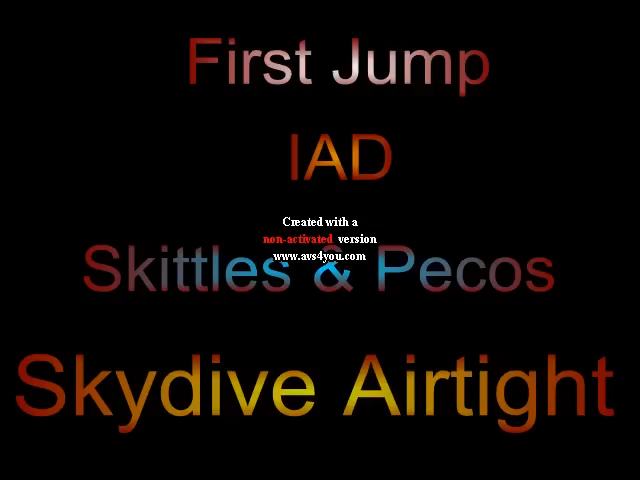 First Jump
IAD
Created with a
non-activated version
www.avs4you.com
Skittles & Pecos
Skydive Airtight